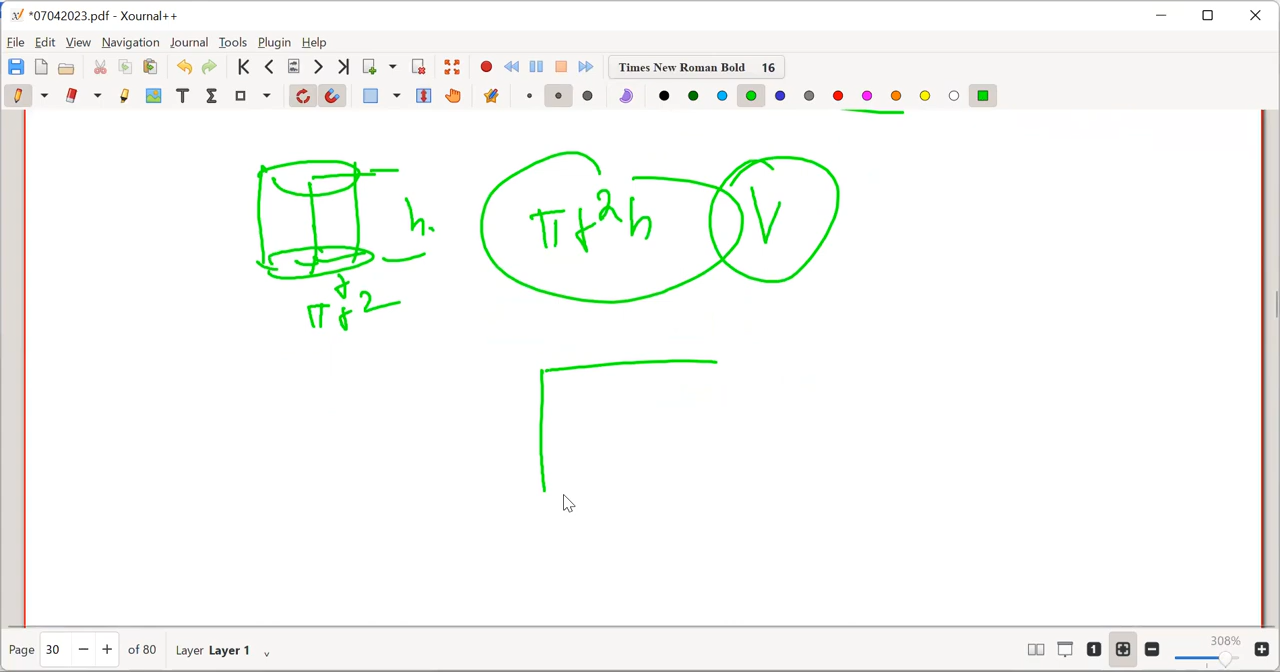 *07042023.pdf - Xournal++
File Edit View Navigation Journal Tools Plugin Help
Times New Roman Bold 16
h.
πr²h
V
r
πr²
Page 30 of 80 Layer Layer 1
308%